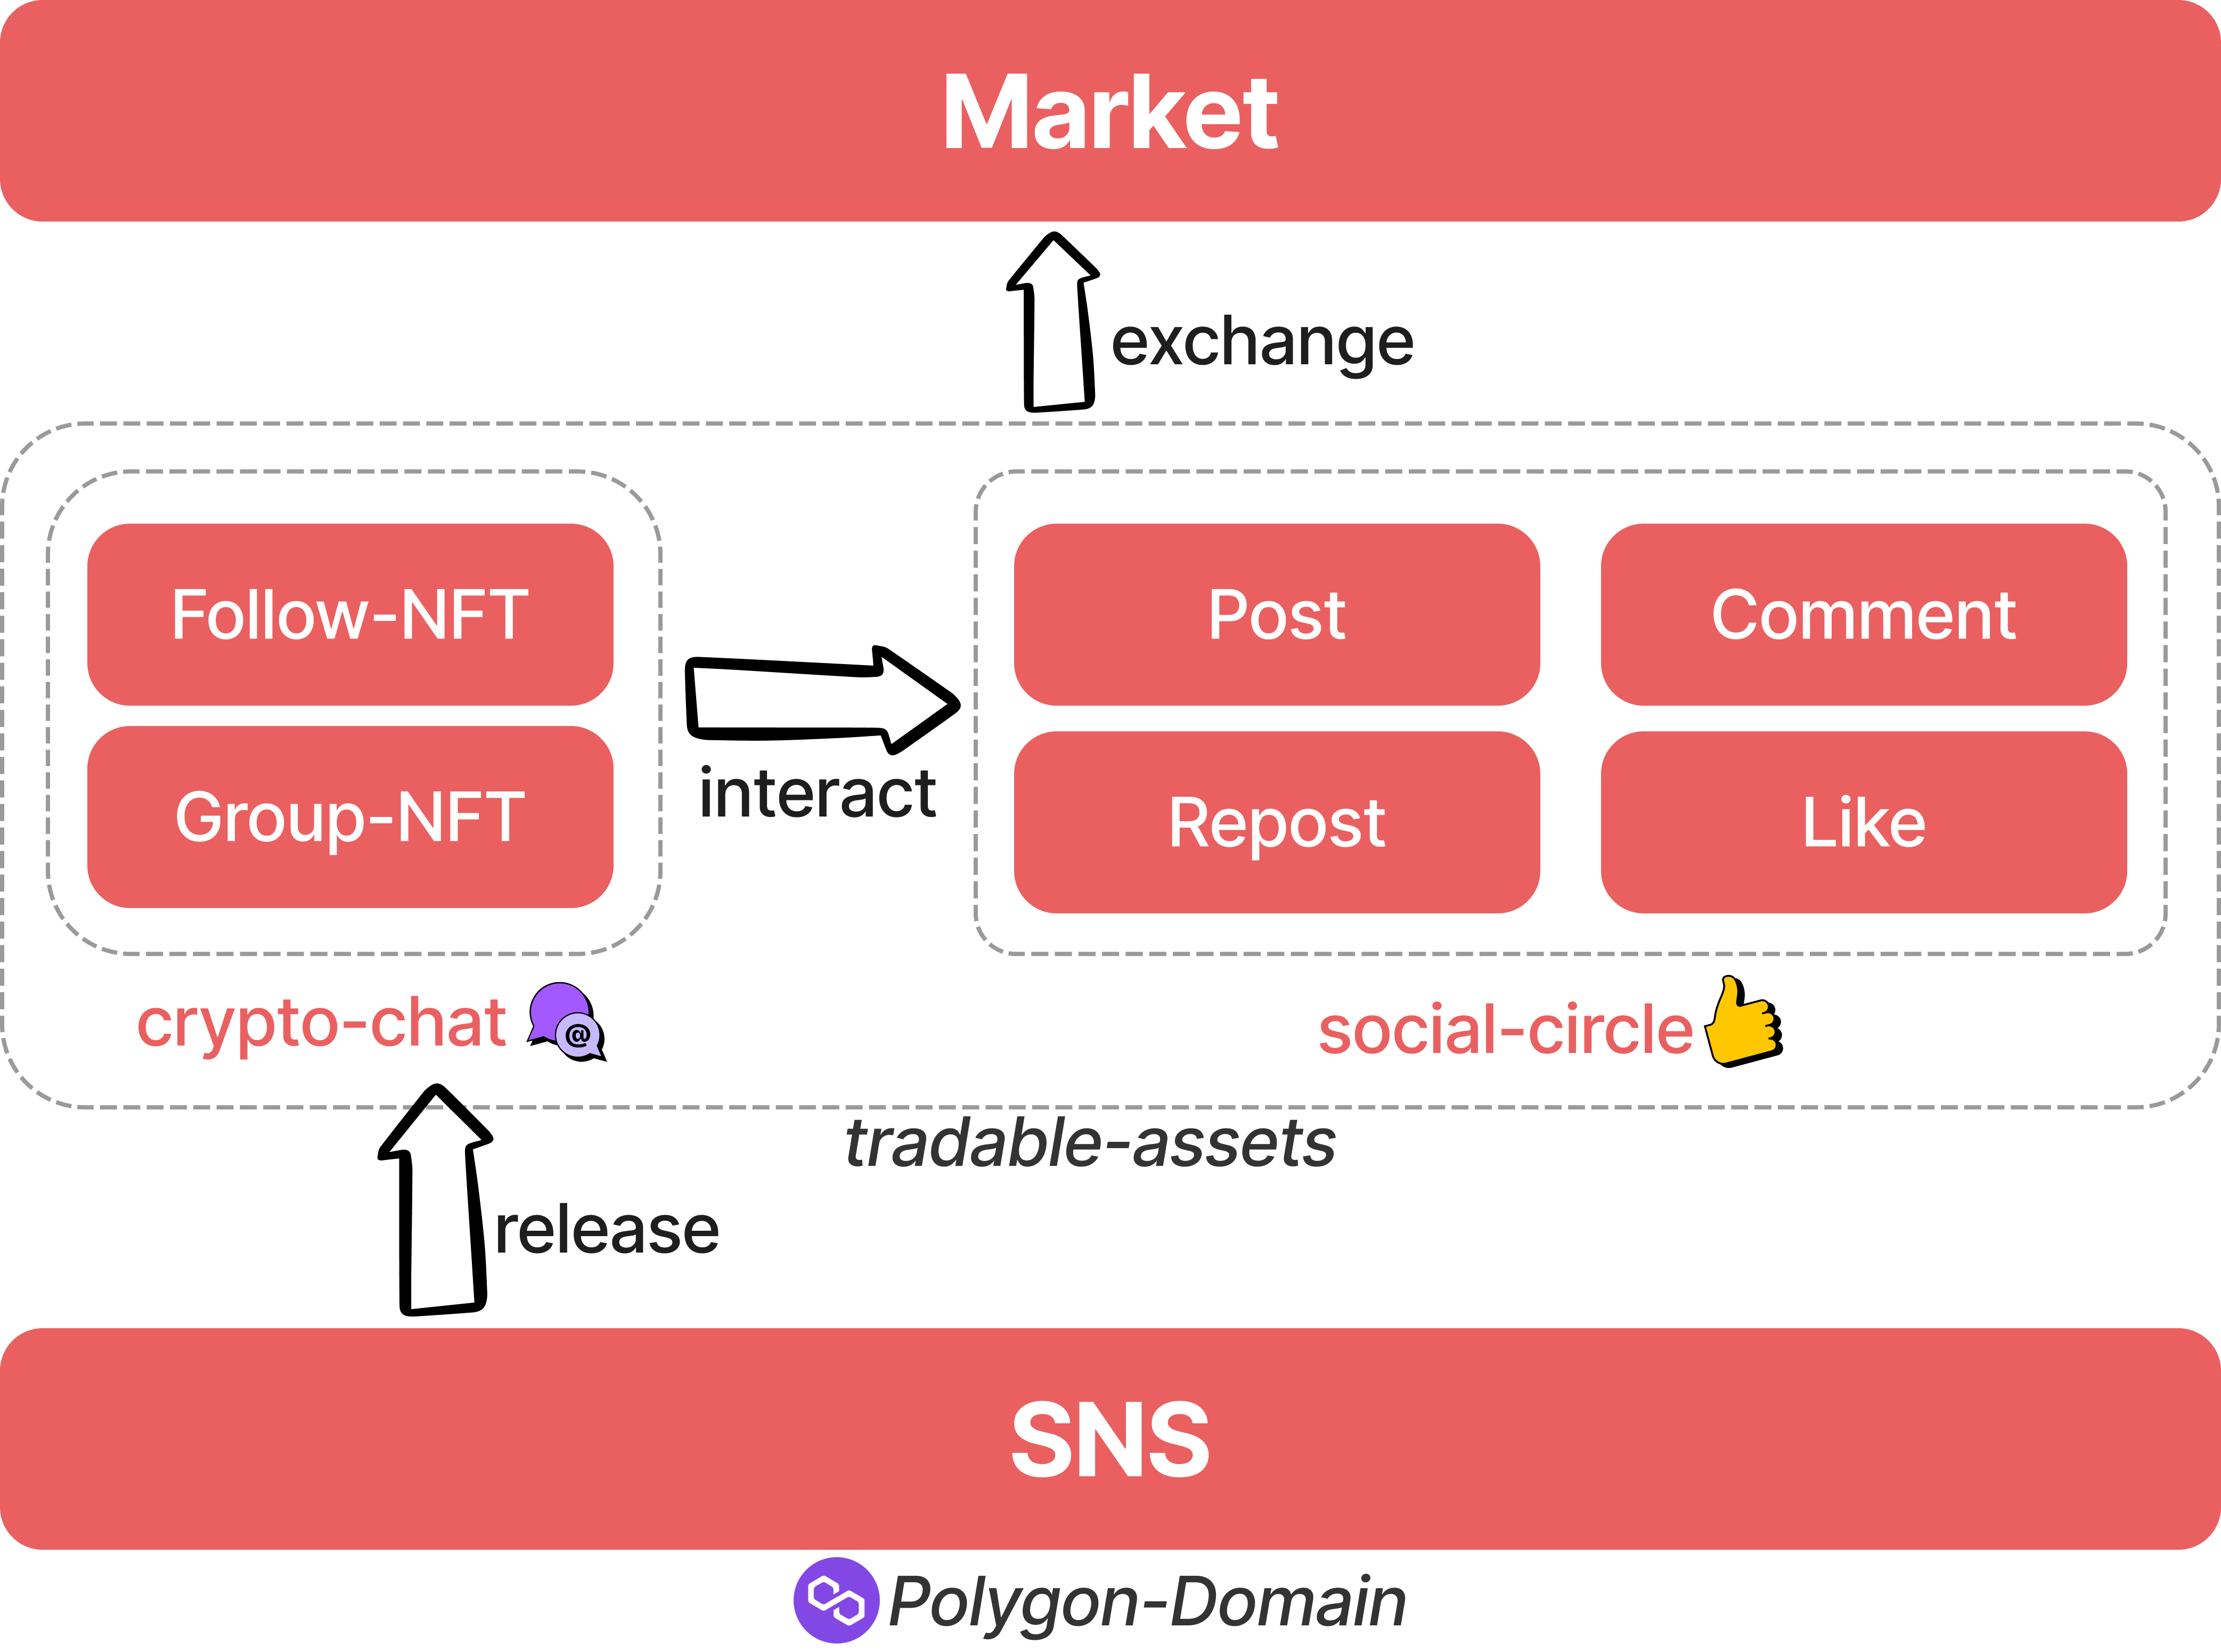 Market
exchange
Follow-NFT
Group-NFT
interact
Post
Comment
Repost
Like
crypto-chat
@
social-circle
tradable-assets
release
SNS
Polygon-Domain